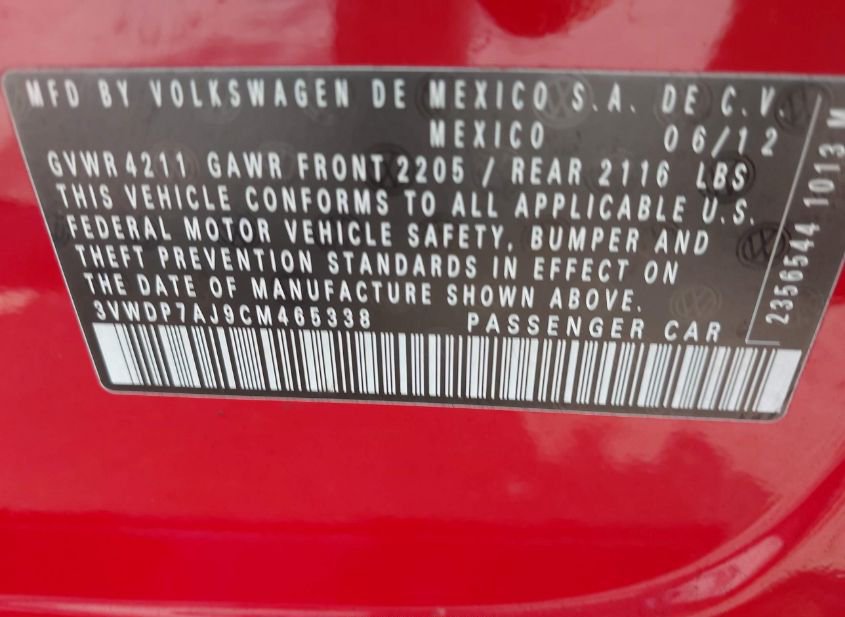 MFD BY VOLKSWAGEN DE MEXICO S.A. DE C.V.
MEXICO 06/12
GVWR 4211 GAWR FRONT 2205 / REAR 2116 LBS
THIS VEHICLE CONFORMS TO ALL APPLICABLE U.S.
FEDERAL MOTOR VEHICLE SAFETY, BUMPER AND
THEFT PREVENTION STANDARDS IN EFFECT ON
THE DATE OF MANUFACTURE SHOWN ABOVE.
3VWDP7AJ9CM465338 PASSENGER CAR
2356544 1013 M